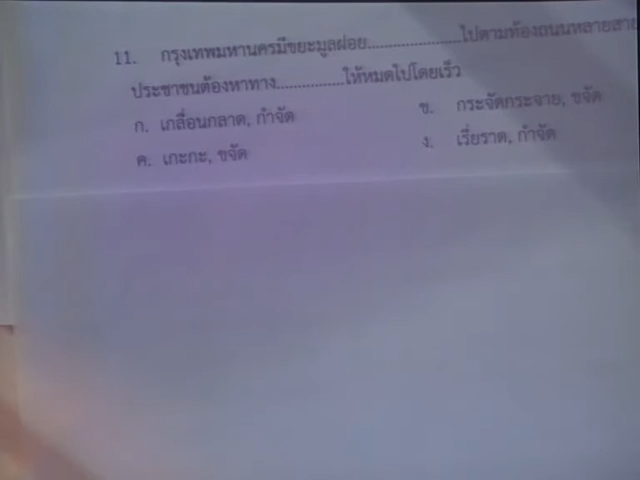 11. กรุงเทพมหานครมีขยะมูลฝอย......................ไปตามท้องถนนหลายสาย
ประชาชนต้องหาทาง................ให้หมดไปโดยเร็ว
ก. เกลื่อนกลาด, กำจัด
ข. กระจัดกระจาย, ขจัด
ค. เกะกะ, ขจัด
ง. เรี่ยราด, กำจัด